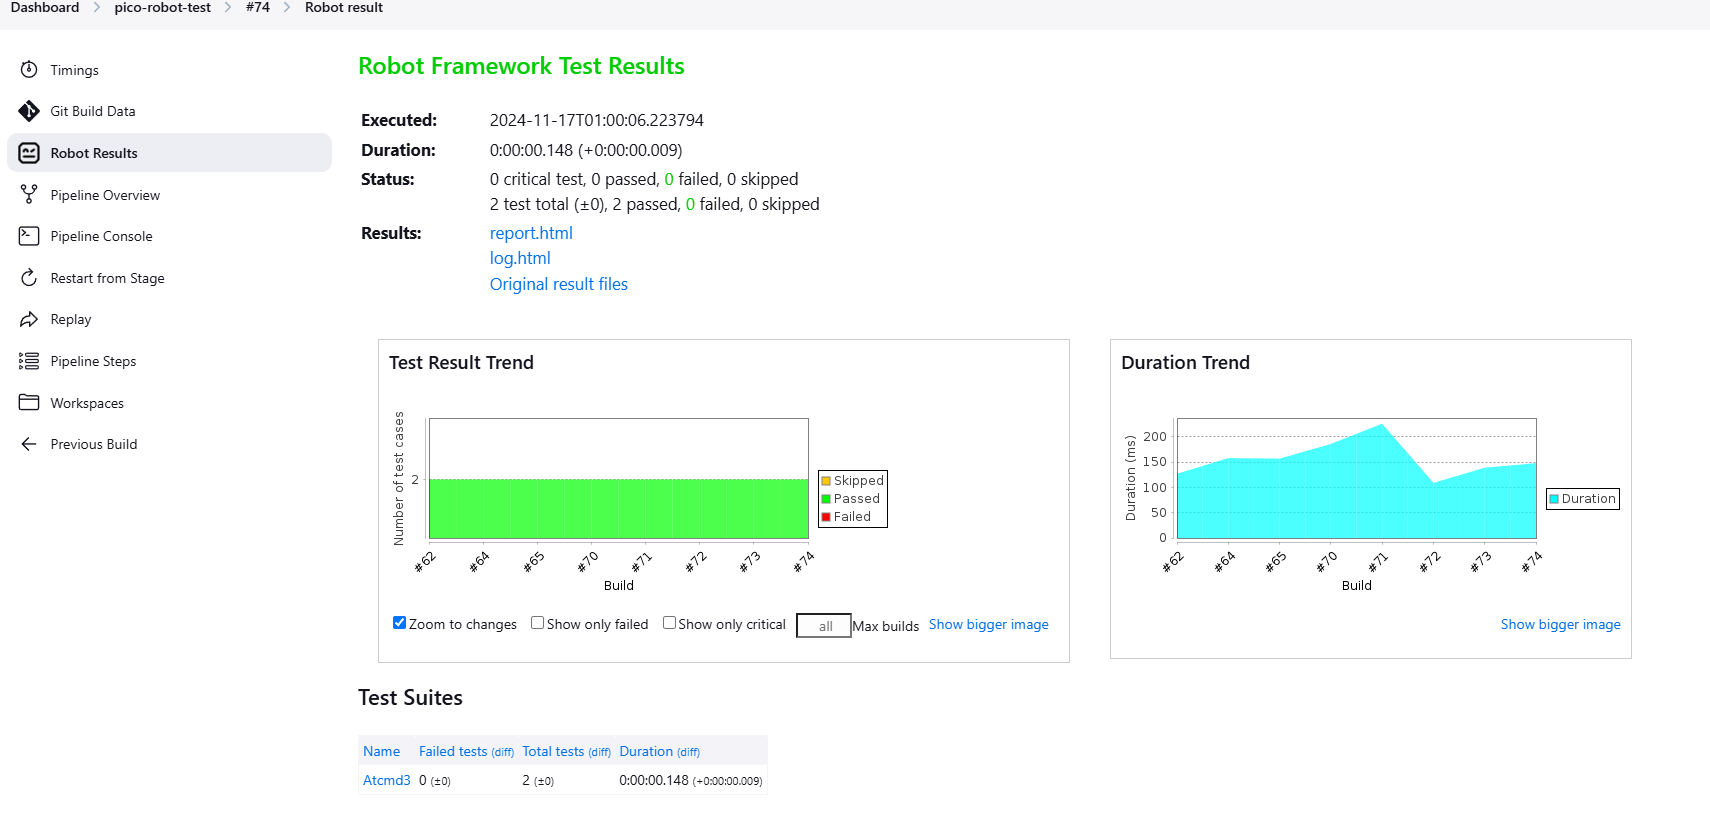 Dashboard > pico-robot-test > #74 > Robot result
Timings
Git Build Data
Robot Results
Pipeline Overview
Pipeline Console
Restart from Stage
Replay
Pipeline Steps
Workspaces
Previous Build
Robot Framework Test Results
Executed: 2024-11-17T01:00:06.223794
Duration: 0:00:00.148 (+0:00:00.009)
Status: 0 critical test, 0 passed, 0 failed, 0 skipped
2 test total (±0), 2 passed, 0 failed, 0 skipped
Results: report.html
log.html
Original result files
Test Result Trend
Number of test cases
2
#62 #64 #65 #70 #71 #72 #73 #74
Build
Skipped
Passed
Failed
Zoom to changes Show only failed Show only critical all Max builds Show bigger image
Duration Trend
Duration (ms)
200
150
100
50
0
#62 #64 #65 #70 #71 #72 #73 #74
Build
Duration
Show bigger image
Test Suites
Name Failed tests (diff) Total tests (diff) Duration (diff)
Atcmd3 0 (±0) 2 (±0) 0:00:00.148 (+0:00:00.009)